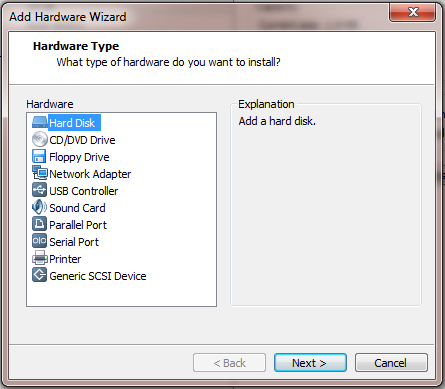 Add Hardware Wizard
Hardware Type
What type of hardware do you want to install?
Hardware
Explanation
Hard Disk
Add a hard disk.
CD/DVD Drive
Floppy Drive
Network Adapter
USB Controller
Sound Card
Parallel Port
Serial Port
Printer
Generic SCSI Device
< Back
Next >
Cancel